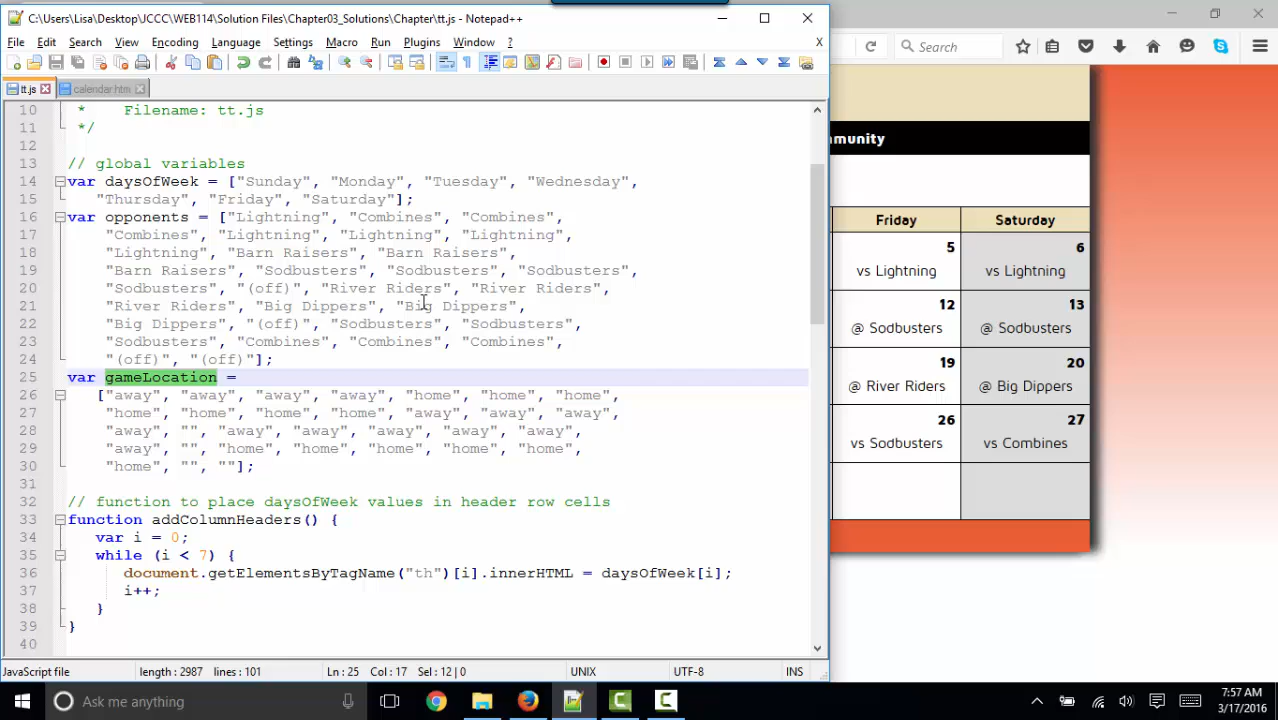 C:\Users\Lisa\Desktop\JCCC\WEB114\Solution Files\Chapter03_Solutions\Chapter\tt.js - Notepad++
File Edit Search View Encoding Language Settings Macro Run Plugins Window ? X
Search
tt.js calendar.htm
10 * Filename: tt.js
11 */
12
13 // global variables
14 var daysOfWeek = ["Sunday", "Monday", "Tuesday", "Wednesday",
15 "Thursday", "Friday", "Saturday"];
16 var opponents = ["Lightning", "Combines", "Combines",
17 "Combines", "Lightning", "Lightning", "Lightning",
18 "Lightning", "Barn Raisers", "Barn Raisers",
19 "Barn Raisers", "Sodbusters", "Sodbusters", "Sodbusters",
20 "Sodbusters", "(off)", "River Riders", "River Riders",
21 "River Riders", "Big Dippers", "Big Dippers",
22 "Big Dippers", "(off)", "Sodbusters", "Sodbusters",
23 "Sodbusters", "Combines", "Combines", "Combines",
24 "(off)", "(off)"];
25 var gameLocation =
26 ["away", "away", "away", "away", "home", "home", "home",
27 "home", "home", "home", "home", "away", "away", "away",
28 "away", "", "away", "away", "away", "away", "away",
29 "away", "", "home", "home", "home", "home", "home",
30 "home", "", ""];
31
32 // function to place daysOfWeek values in header row cells
33 function addColumnHeaders() {
34 var i = 0;
35 while (i < 7) {
36 document.getElementsByTagName("th")[i].innerHTML = daysOfWeek[i];
37 i++;
38 }
39 }
40
mmunity
Friday Saturday
5 6
vs Lightning vs Lightning
12 13
@ Sodbusters @ Sodbusters
19 20
@ River Riders @ Big Dippers
26 27
vs Sodbusters vs Combines
JavaScript file length : 2987 lines : 101 Ln : 25 Col : 17 Sel : 12 | 0 UNIX UTF-8 INS
Ask me anything
7:57 AM
3/17/2016